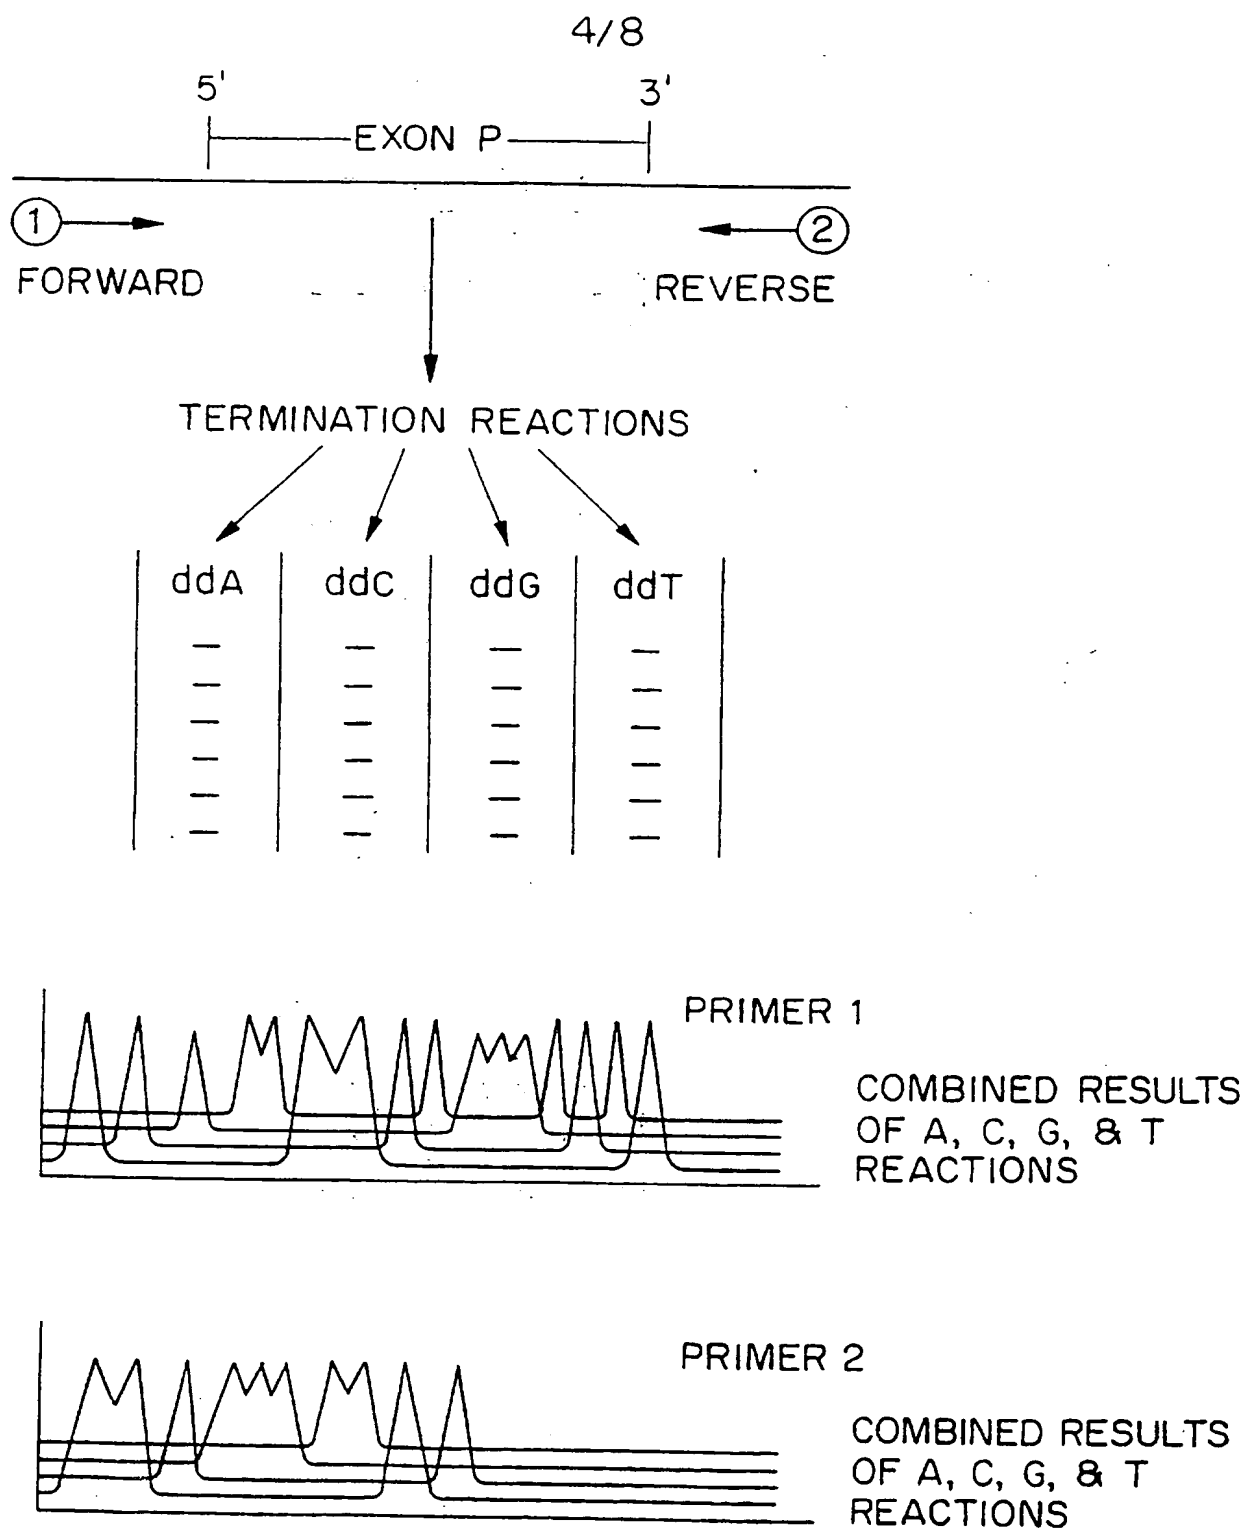 4/8
5' 3'
EXON P
1 2
FORWARD REVERSE
TERMINATION REACTIONS
ddA ddC ddG ddT
PRIMER 1
COMBINED RESULTS
OF A, C, G, & T
REACTIONS
PRIMER 2
COMBINED RESULTS
OF A, C, G, & T
REACTIONS